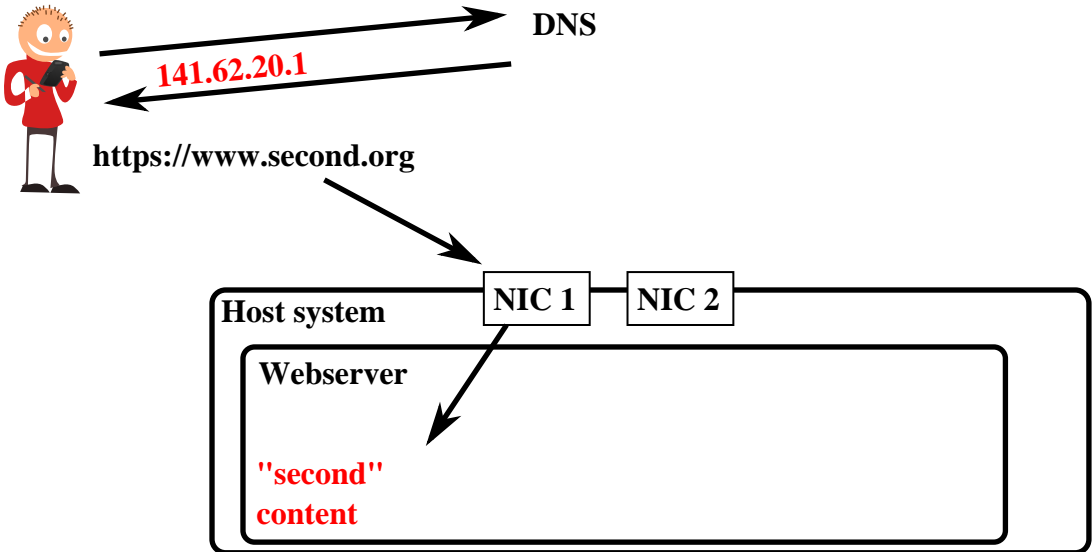 DNS
141.62.20.1
https://www.second.org
NIC 1
NIC 2
Host system
Webserver
"second"
content